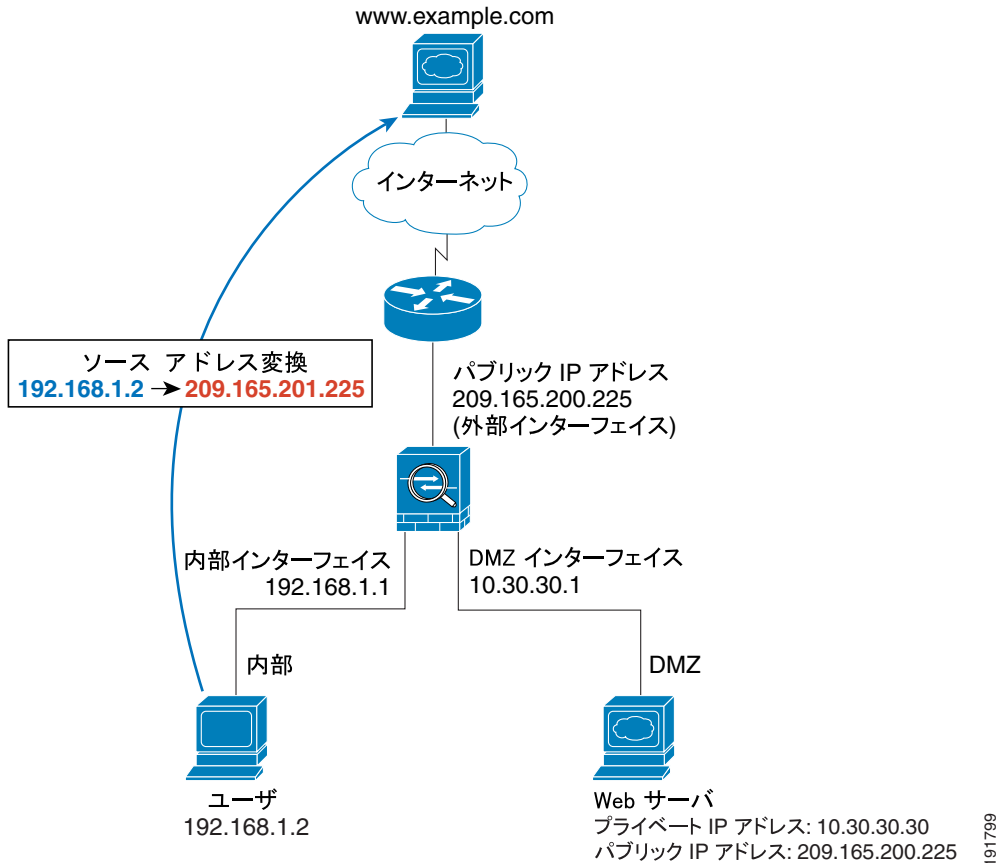 www.example.com
インターネット
ソース アドレス変換
192.168.1.2 → 209.165.201.225
パブリック IP アドレス
209.165.200.225
(外部インターフェイス)
内部インターフェイス
192.168.1.1
DMZ インターフェイス
10.30.30.1
内部
DMZ
ユーザ
192.168.1.2
Web サーバ
プライベート IP アドレス: 10.30.30.30
パブリック IP アドレス: 209.165.200.225
191799